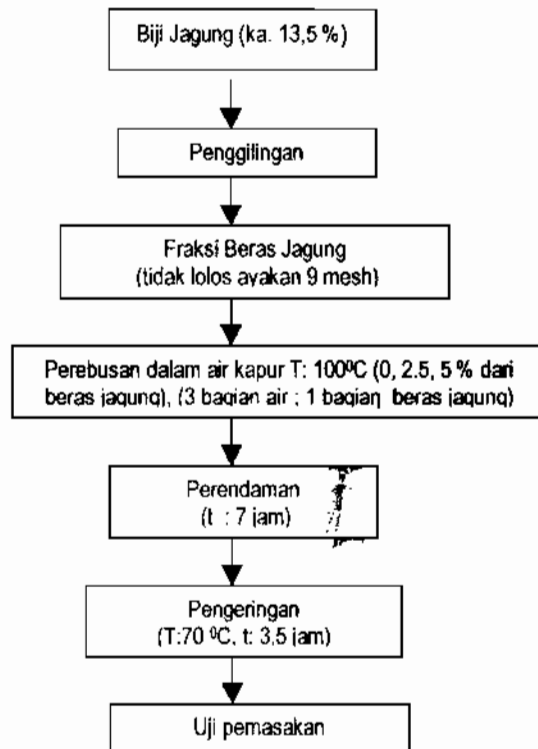 Biji Jagung (ka. 13,5 %)
Penggilingan
Fraksi Beras Jagung
(tidak lolos ayakan 9 mesh)
Perebusan dalam air kapur T: 100ºC (0, 2.5, 5 % dari
beras jagung), (3 bagian air ; 1 bagian beras jagung)
Perendaman
(t : 7 jam)
Pengeringan
(T:70 ºC, t: 3,5 jam)
Uji pemasakan